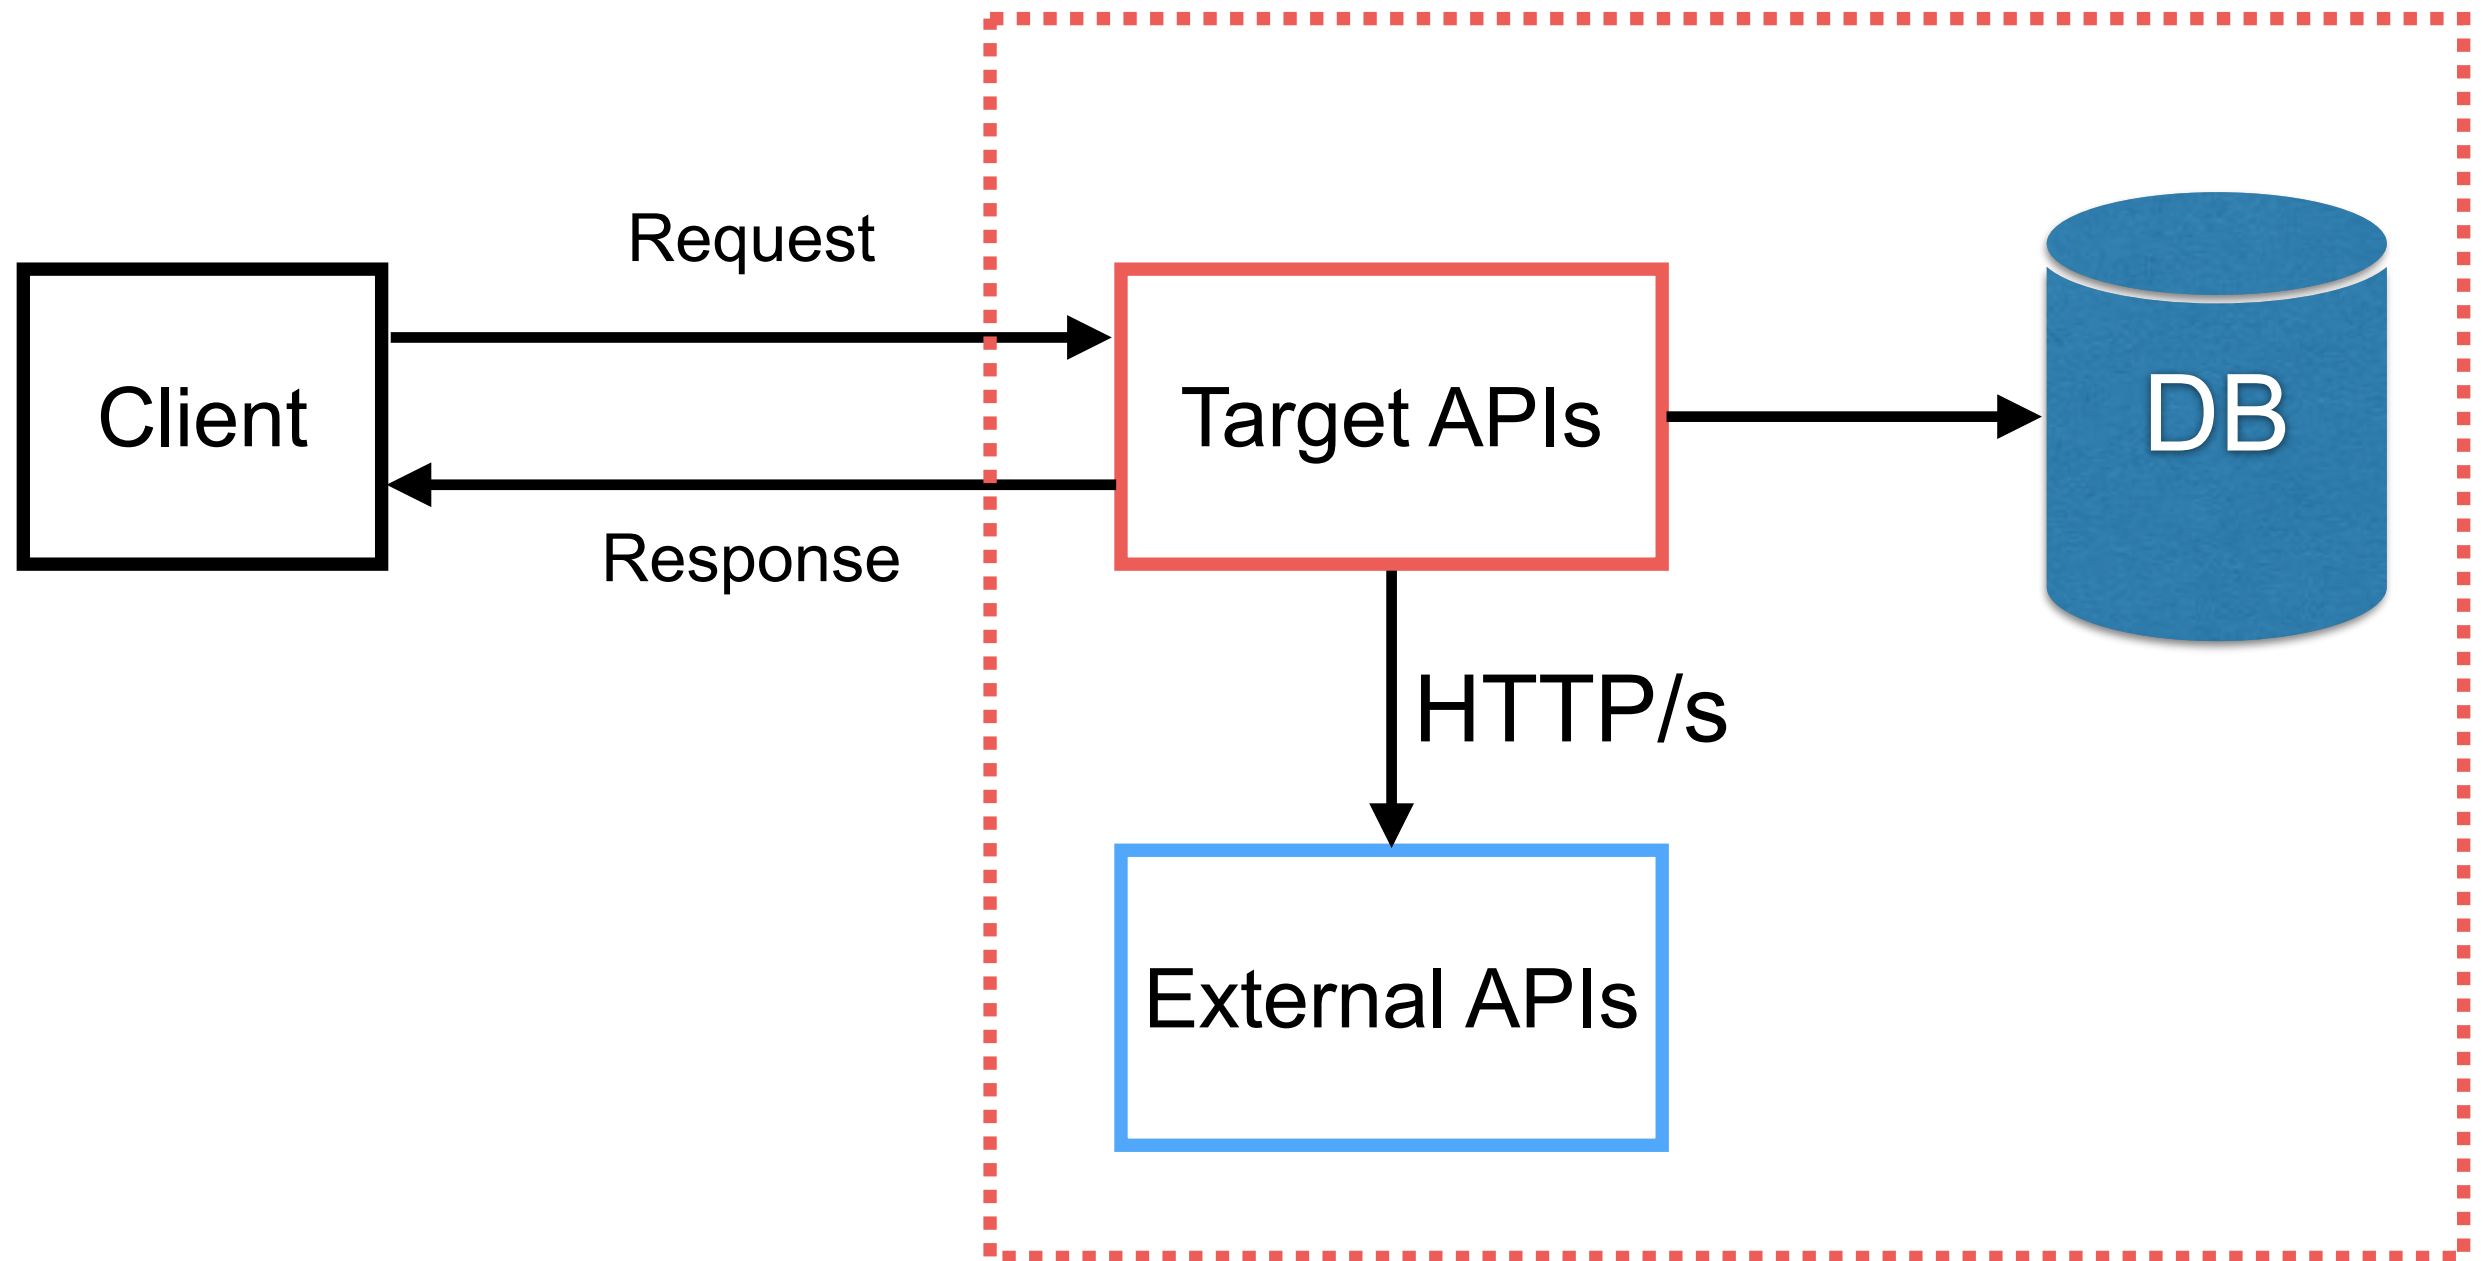 Request
Client
Target APIs
DB
Response
HTTP/s
External APIs